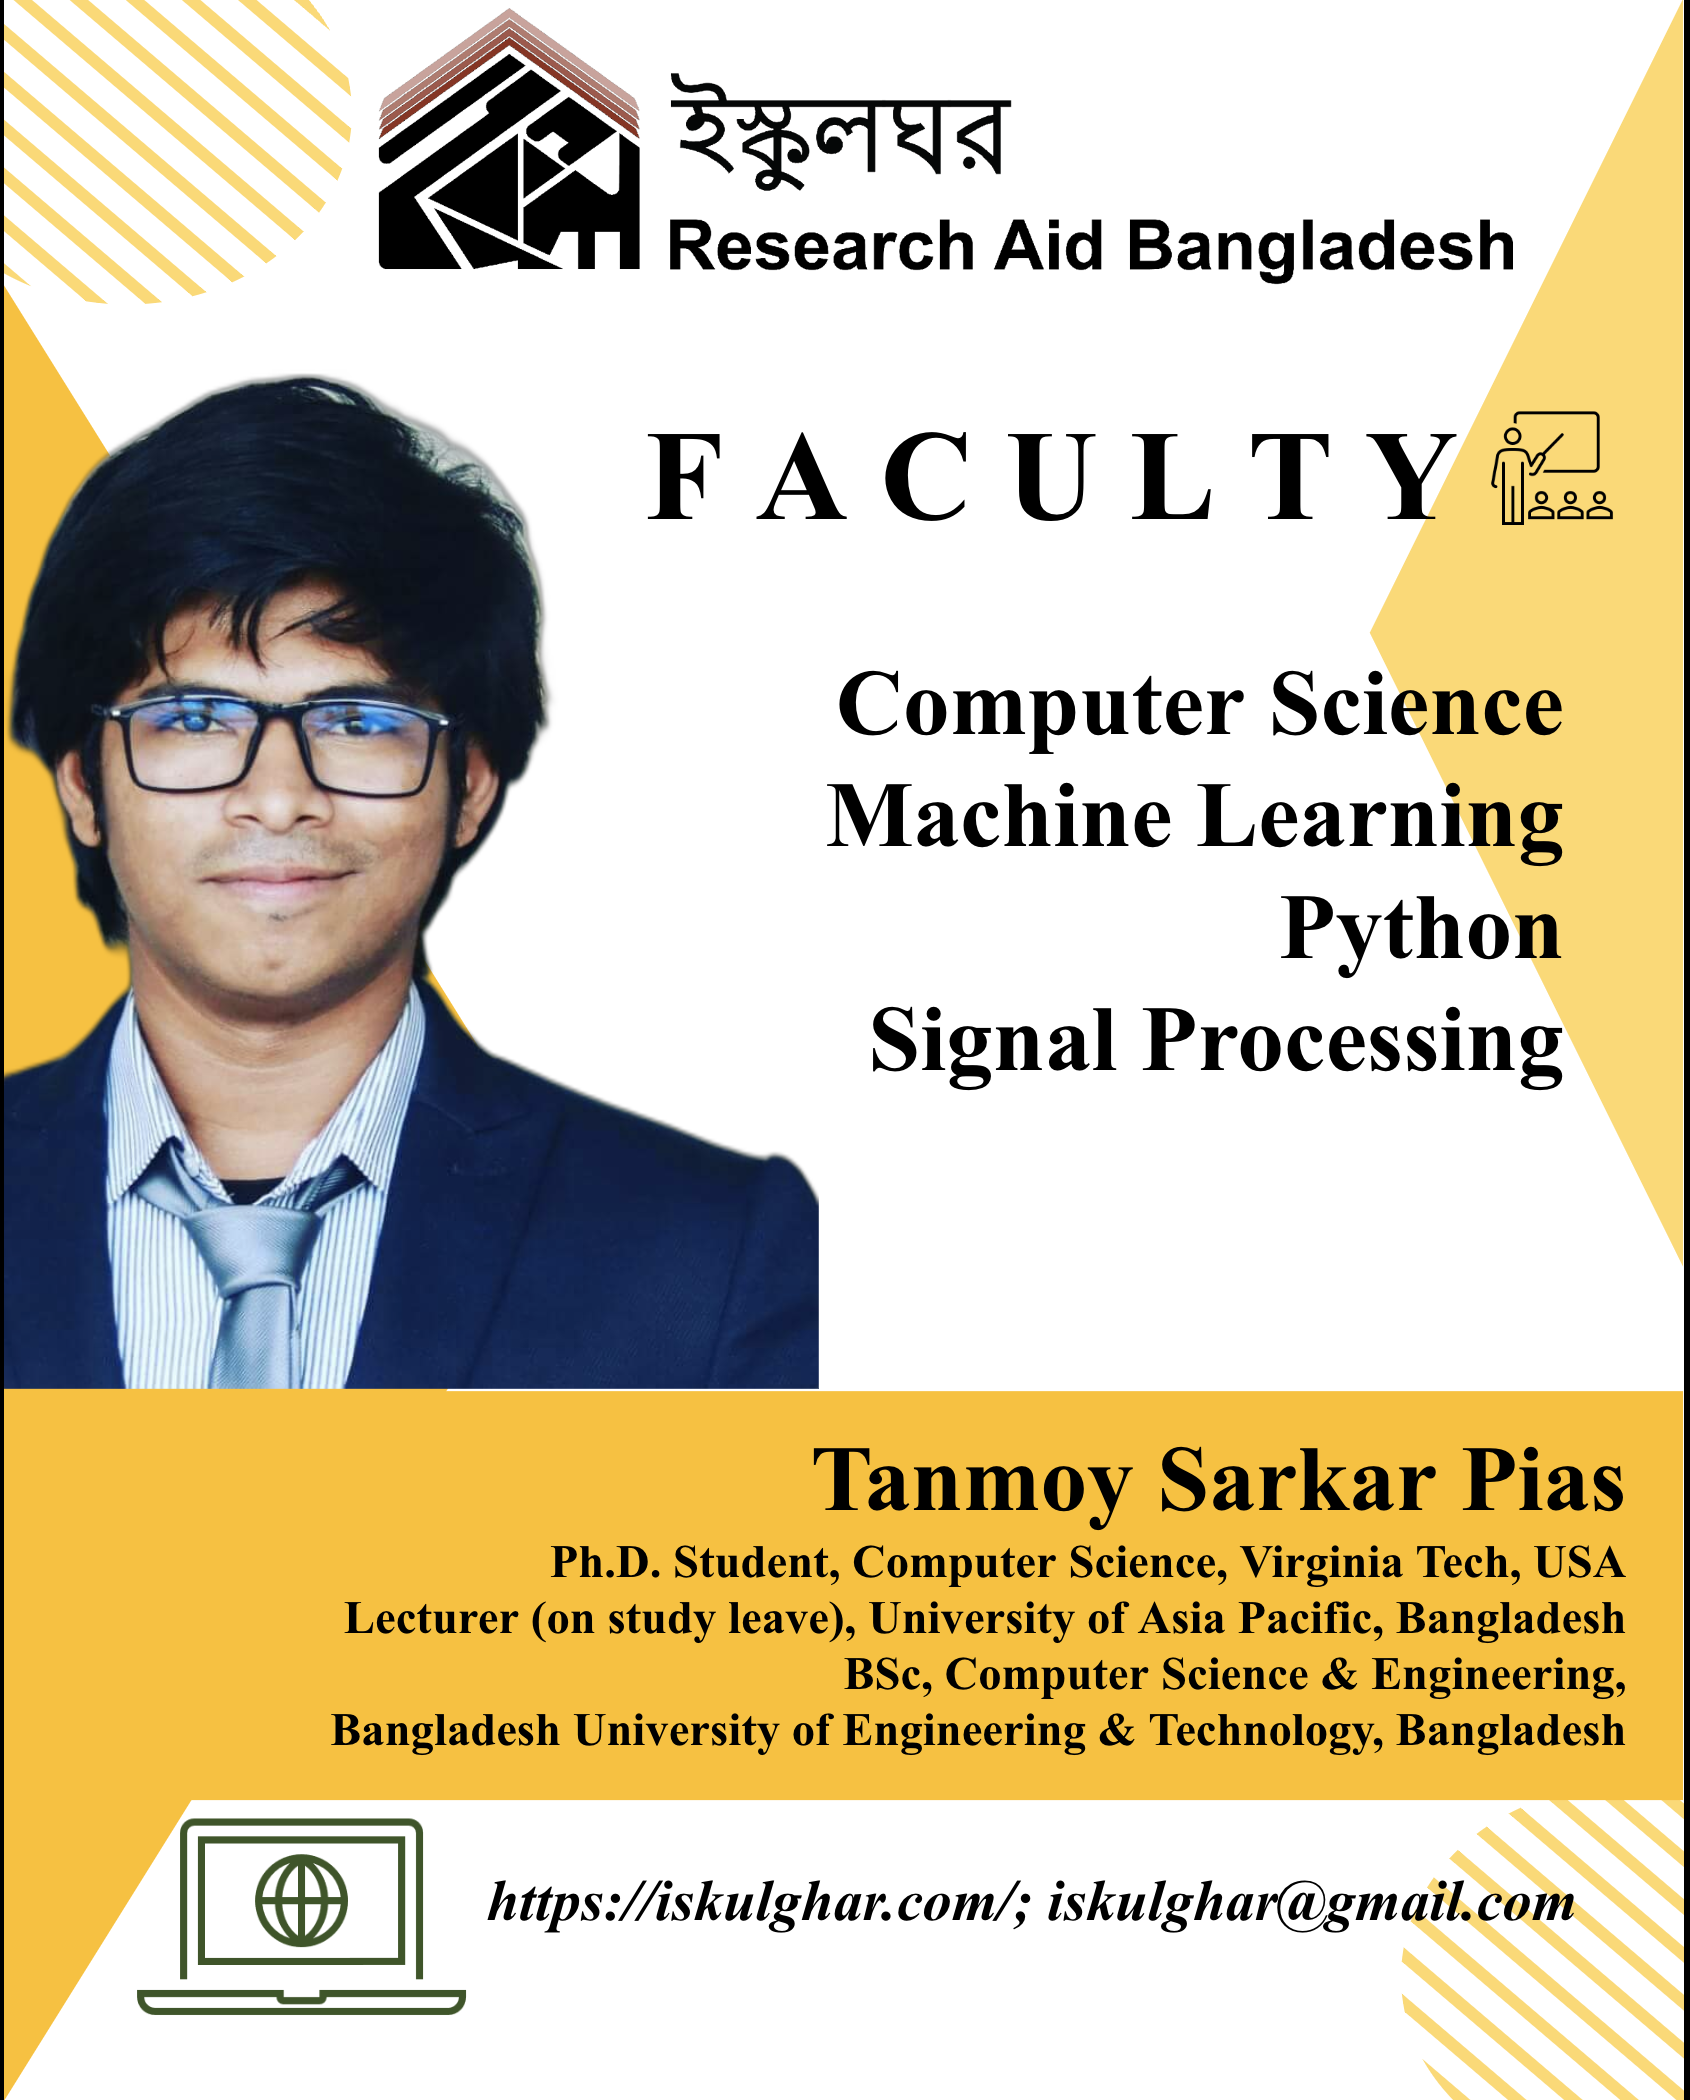 ইস্কুলঘর
Research Aid Bangladesh
FACULTY
Computer Science
Machine Learning
Python
Signal Processing
Tanmoy Sarkar Pias
Ph.D. Student, Computer Science, Virginia Tech, USA
Lecturer (on study leave), University of Asia Pacific, Bangladesh
BSc, Computer Science & Engineering,
Bangladesh University of Engineering & Technology, Bangladesh
https://iskulghar.com/; iskulghar@gmail.com